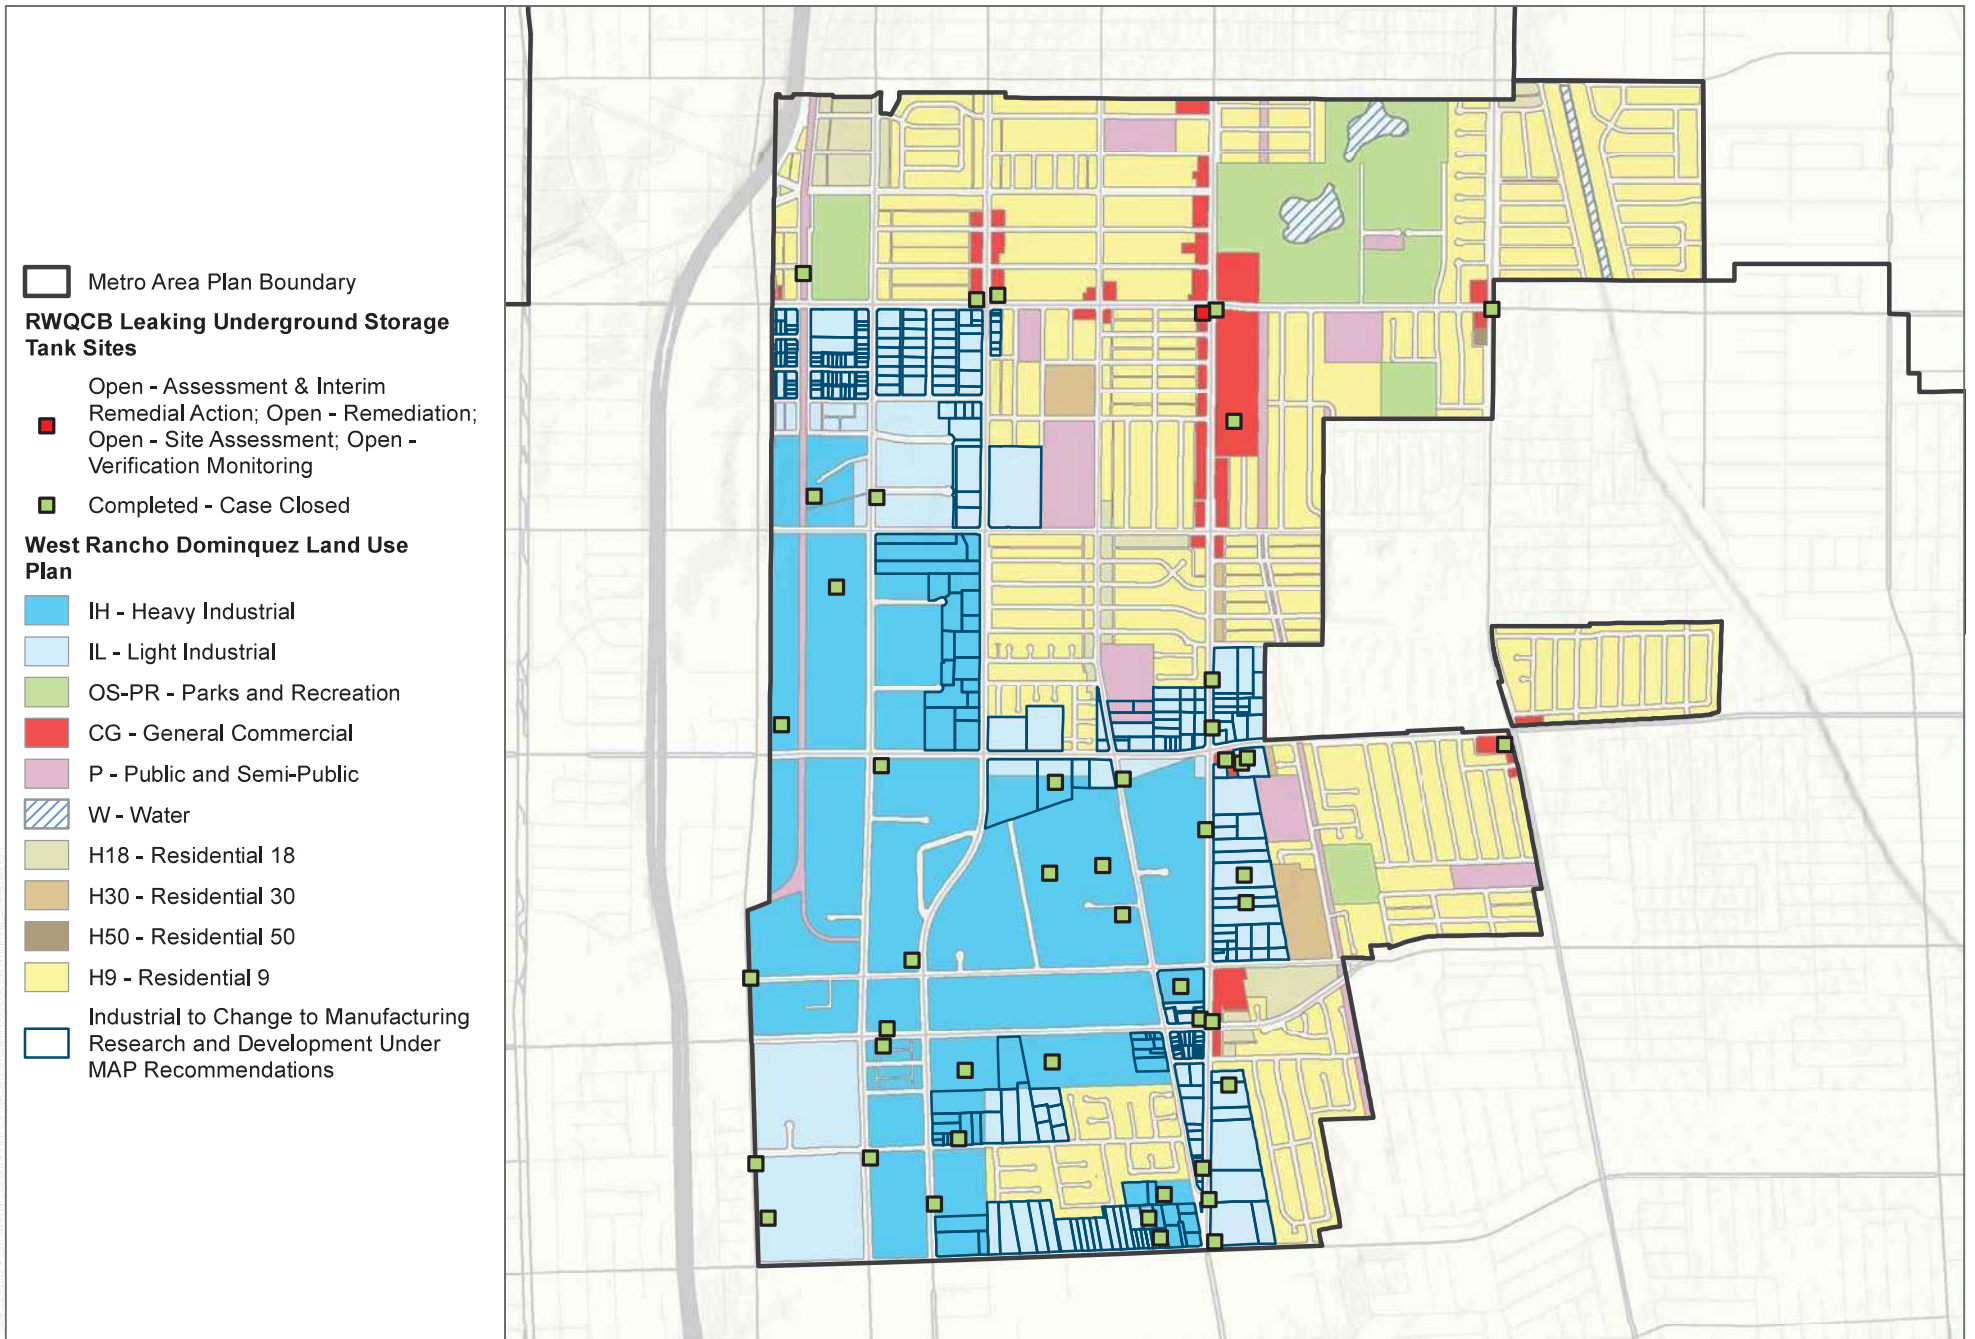 Metro Area Plan Boundary
RWQCB Leaking Underground Storage
Tank Sites
Open - Assessment & Interim
Remedial Action; Open - Remediation;
Open - Site Assessment; Open -
Verification Monitoring
Completed - Case Closed
West Rancho Dominquez Land Use
Plan
IH - Heavy Industrial
IL - Light Industrial
OS-PR - Parks and Recreation
CG - General Commercial
P - Public and Semi-Public
W - Water
H18 - Residential 18
H30 - Residential 30
H50 - Residential 50
H9 - Residential 9
Industrial to Change to Manufacturing
Research and Development Under
MAP Recommendations